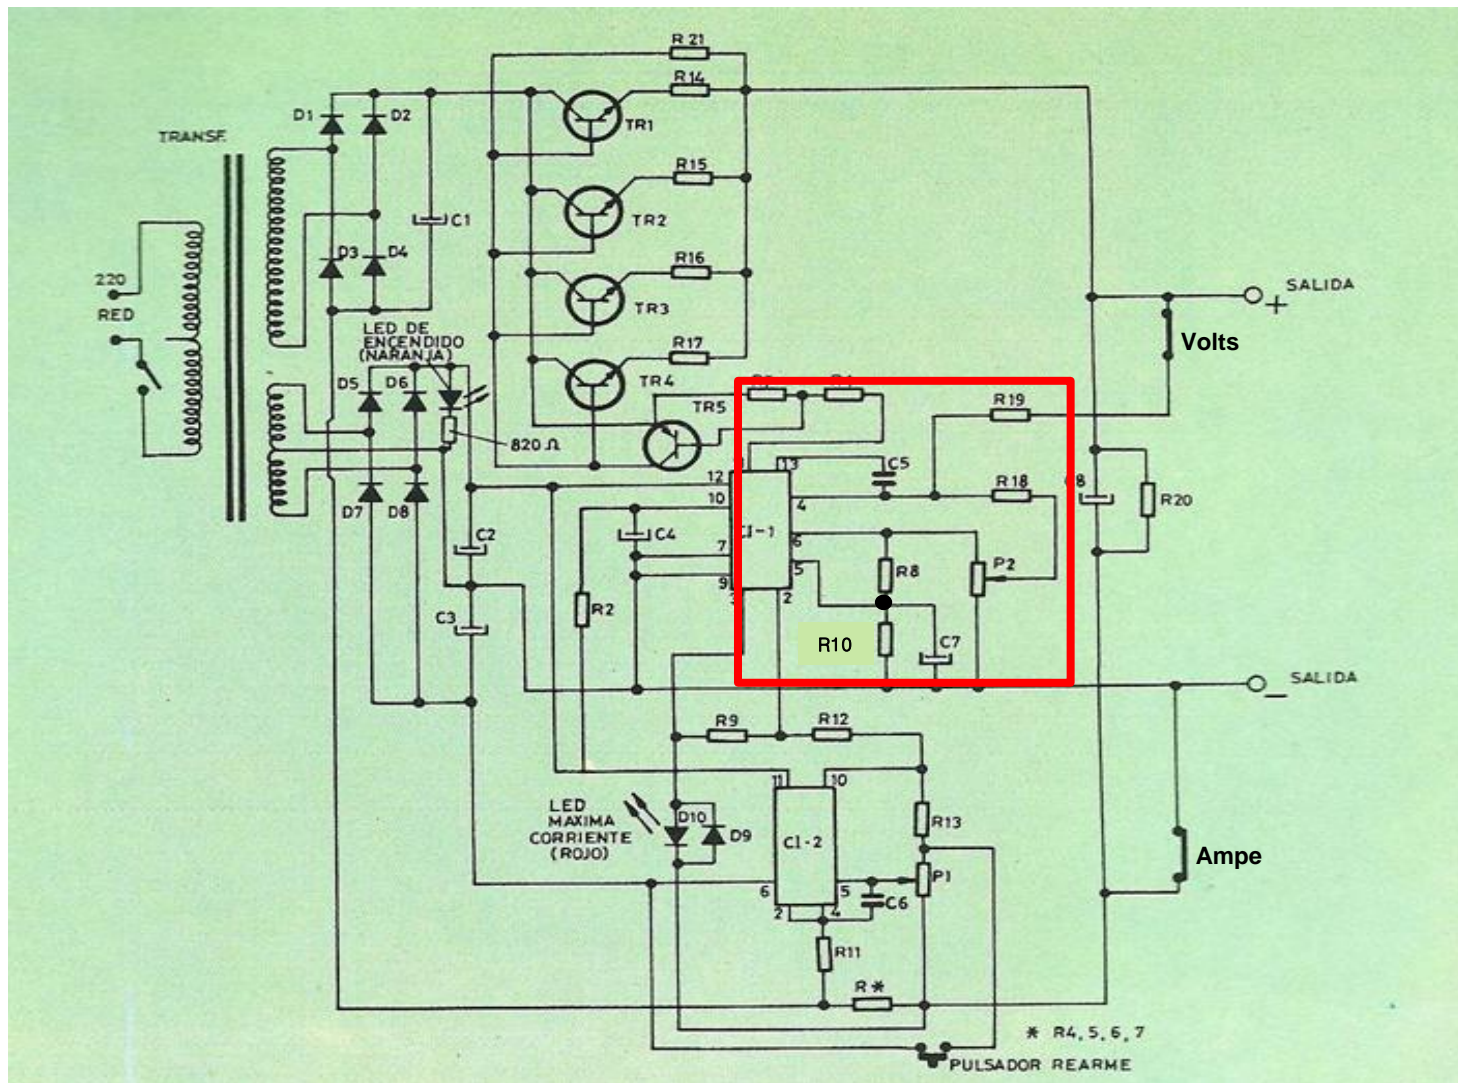 R 21
R14
D1
D2
TR1
TRANSF.
R15
C1
TR2
D3
D4
R16
220
SALIDA
+
RED
TR3
LED DE
ENCENDIDO
(NARANJA)
R17
Volts
D5
D6
TR4
TR5
R19
820 Ω
1
13
C5
12
R18
C8
10
4
R20
D7
D8
C2
C4
CI-1
6
7
5
R8
P2
9
3
2
R2
C3
R10
C7
SALIDA
−
R9
R12
11
10
LED
MAXIMA
CORRIENTE
(ROJO)
D10
D9
R13
CI-2
Ampe
6
5
P1
2
4
C6
R11
R *
* R4, 5, 6, 7
PULSADOR REARME